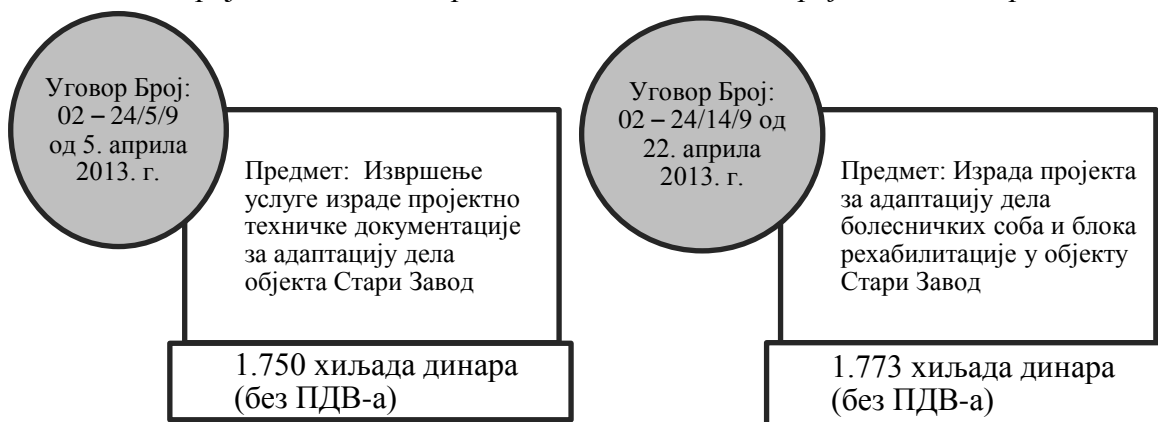 Уговор Број:
02 – 24/5/9
од 5. априла
2013. г.
Предмет: Извршење
услуге израде пројектно
техничке документације
за адаптацију дела
објекта Стари Завод
1.750 хиљада динара
(без ПДВ-а)
Уговор Број:
02 – 24/14/9 од
22. априла
2013. г.
Предмет: Израда пројекта
за адаптацију дела
болесничких соба и блока
рехабилитације у објекту
Стари Завод
1.773 хиљада динара
(без ПДВ-а)